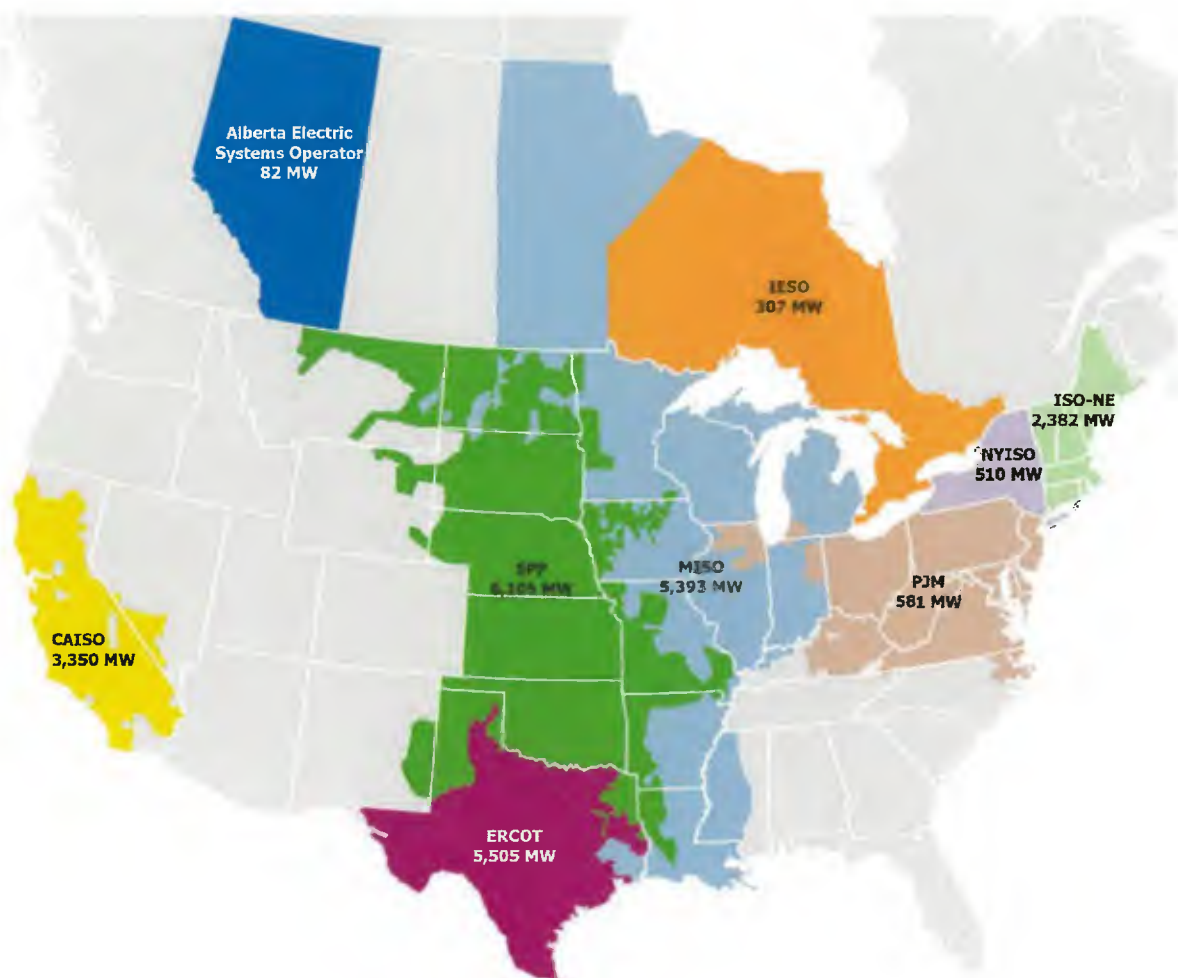 Alberta Electric
Systems Operator
82 MW
IESO
307 MW
ISO-NE
2,382 MW
NYISO
510 MW
SPP
MW
MISO
5,393 MW
PJM
581 MW
CAISO
3,350 MW
ERCOT
5,505 MW